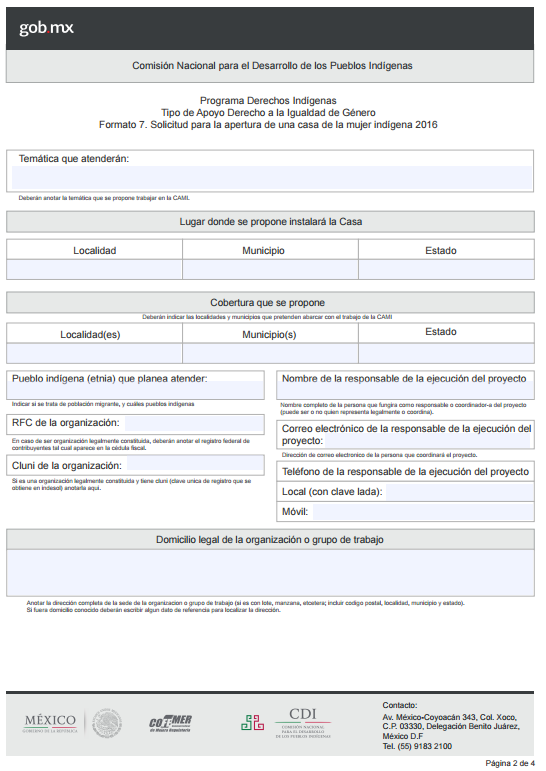 gob.mx
Comisión Nacional para el Desarrollo de los Pueblos Indígenas
Programa Derechos Indígenas
Tipo de Apoyo Derecho a la Igualdad de Género
Formato 7. Solicitud para la apertura de una casa de la mujer indígena 2016
Temática que atenderán:
Deberán anotar la temática que se propone trabajar en la CAMI.
Lugar donde se propone instalará la Casa
Localidad Municipio Estado
Cobertura que se propone
Deberán indicar las localidades y municipios que pretenden abarcar con el trabajo de la CAMI
Localidad(es) Municipio(s) Estado
Pueblo indígena (etnia) que planea atender:
Indicar si se trata de población migrante, y cuáles pueblos indígenas
RFC de la organización:
En caso de ser organización legalmente constituida, deberán anotar el registro federal de
contribuyentes tal cual aparece en la cédula fiscal.
Cluni de la organización:
Si es una organización legalmente constituida y tiene cluni (clave unica de registro que se
obtiene en indesol) anotarla aquí.
Nombre de la responsable de la ejecución del proyecto
Nombre completo de la persona que fungira como responsable o coordinador-a del proyecto
(puede ser o no quien representa legalmente o coordina).
Correo electrónico de la responsable de la ejecución del
proyecto:
Dirección de correo electronico de la persona que coordinará el proyecto.
Teléfono de la responsable de la ejecución del proyecto
Local (con clave lada):
Móvil:
Domicilio legal de la organización o grupo de trabajo
Anotar la dirección completa de la sede de la organizacion o grupo de trabajo (si es con lote, manzana, etcetera; incluir codigo postal, localidad, municipio y estado).
Si fuera domicilio conocido deberán escribir algun dato de referencia para localizar la dirección.
MÉXICO
GOBIERNO DE LA REPÚBLICA
COFEMER
de Mejora Regulatoria
CDI
COMISIÓN NACIONAL
PARA EL DESARROLLO
DE LOS PUEBLOS INDÍGENAS
Contacto:
Av. México-Coyoacán 343, Col. Xoco,
C.P. 03330, Delegación Benito Juárez,
México D.F
Tel. (55) 9183 2100
Página 2 de 4